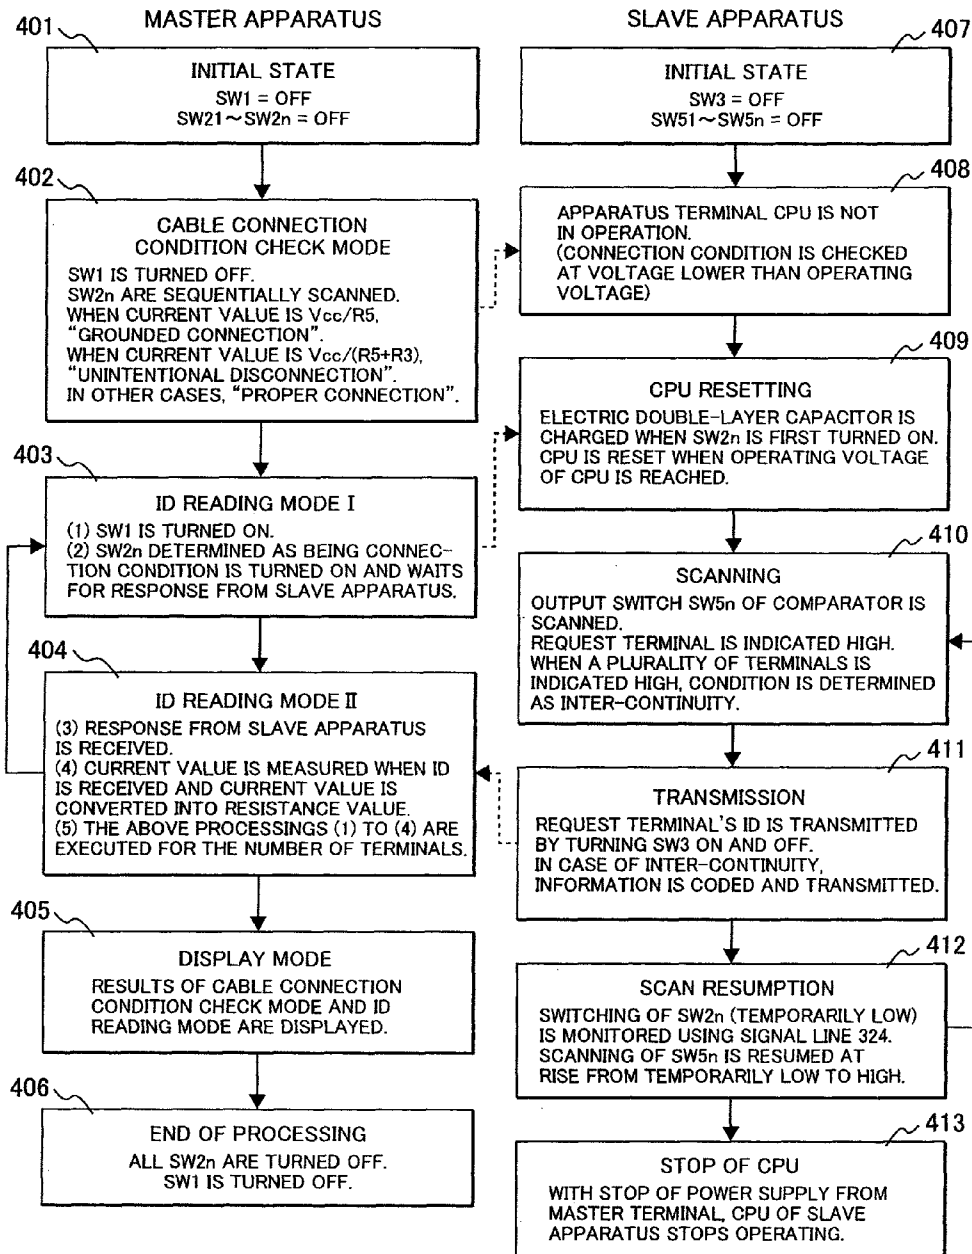 MASTER APPARATUS
401
INITIAL STATE
SW1 = OFF
SW21~SW2n = OFF
402
CABLE CONNECTION
CONDITION CHECK MODE
SW1 IS TURNED OFF.
SW2n ARE SEQUENTIALLY SCANNED.
WHEN CURRENT VALUE IS Vcc/R5,
“GROUNDED CONNECTION”.
WHEN CURRENT VALUE IS Vcc/(R5+R3),
“UNINTENTIONAL DISCONNECTION”.
IN OTHER CASES, “PROPER CONNECTION”.
403
ID READING MODE I
(1) SW1 IS TURNED ON.
(2) SW2n DETERMINED AS BEING CONNEC-
TION CONDITION IS TURNED ON AND WAITS
FOR RESPONSE FROM SLAVE APPARATUS.
404
ID READING MODE II
(3) RESPONSE FROM SLAVE APPARATUS
IS RECEIVED.
(4) CURRENT VALUE IS MEASURED WHEN ID
IS RECEIVED AND CURRENT VALUE IS
CONVERTED INTO RESISTANCE VALUE.
(5) THE ABOVE PROCESSINGS (1) TO (4) ARE
EXECUTED FOR THE NUMBER OF TERMINALS.
405
DISPLAY MODE
RESULTS OF CABLE CONNECTION
CONDITION CHECK MODE AND ID
READING MODE ARE DISPLAYED.
406
END OF PROCESSING
ALL SW2n ARE TURNED OFF.
SW1 IS TURNED OFF.
SLAVE APPARATUS
407
INITIAL STATE
SW3 = OFF
SW51~SW5n = OFF
408
APPARATUS TERMINAL CPU IS NOT
IN OPERATION.
(CONNECTION CONDITION IS CHECKED
AT VOLTAGE LOWER THAN OPERATING
VOLTAGE)
409
CPU RESETTING
ELECTRIC DOUBLE-LAYER CAPACITOR IS
CHARGED WHEN SW2n IS FIRST TURNED ON.
CPU IS RESET WHEN OPERATING VOLTAGE
OF CPU IS REACHED.
410
SCANNING
OUTPUT SWITCH SW5n OF COMPARATOR IS
SCANNED.
REQUEST TERMINAL IS INDICATED HIGH.
WHEN A PLURALITY OF TERMINALS IS
INDICATED HIGH, CONDITION IS DETERMINED
AS INTER-CONTINUITY.
411
TRANSMISSION
REQUEST TERMINAL'S ID IS TRANSMITTED
BY TURNING SW3 ON AND OFF.
IN CASE OF INTER-CONTINUITY,
INFORMATION IS CODED AND TRANSMITTED.
412
SCAN RESUMPTION
SWITCHING OF SW2n (TEMPORARILY LOW)
IS MONITORED USING SIGNAL LINE 324.
SCANNING OF SW5n IS RESUMED AT
RISE FROM TEMPORARILY LOW TO HIGH.
413
STOP OF CPU
WITH STOP OF POWER SUPPLY FROM
MASTER TERMINAL, CPU OF SLAVE
APPARATUS STOPS OPERATING.